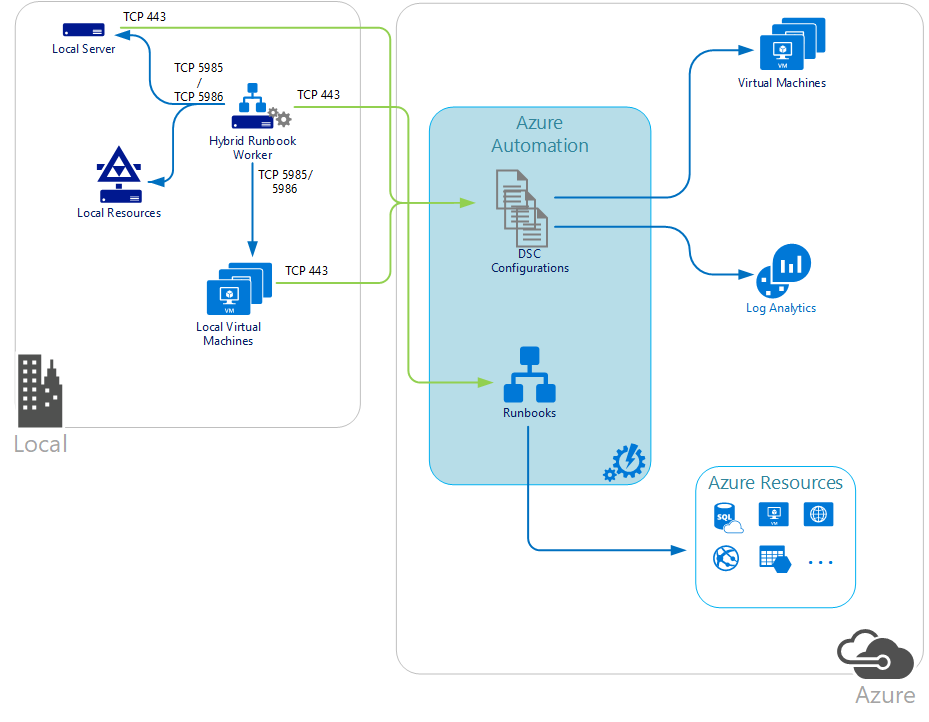 TCP 443
Local Server
TCP 5985
/
TCP 5986
TCP 443
Hybrid Runbook
Worker
TCP 5985/
5986
Local Resources
TCP 443
VM
Local Virtual
Machines
Local
Azure
Automation
DSC
Configurations
Runbooks
VM
Virtual Machines
Log Analytics
Azure Resources
SQL
VM
...
Azure